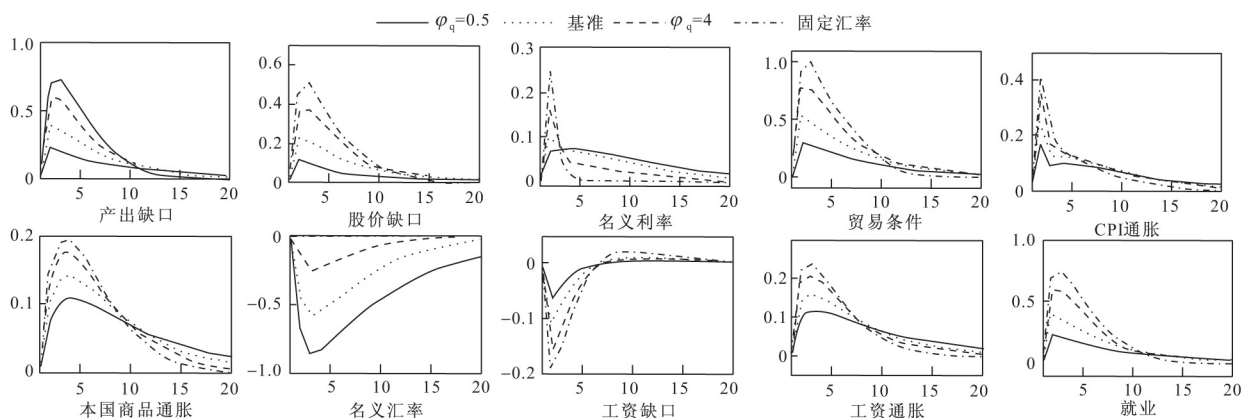 φq=0.5 基准 φq=4 固定汇率
1.0 0.5 0 5 10 15 20
0.6 0.4 0.2 0 5 10 15 20
0.3 0.2 0.1 0 5 10 15 20
1.0 0.5 0 5 10 15 20
0.4 0.2 0 5 10 15 20
产出缺口 股价缺口 名义利率 贸易条件 CPI通胀
0.2 0.1 0 5 10 15 20
0 −0.5 −1.0 5 10 15 20
0 −0.1 −0.2 5 10 15 20
0.2 0.1 0 5 10 15 20
1.0 0.5 0 5 10 15 20
本国商品通胀 名义汇率 工资缺口 工资通胀 就业